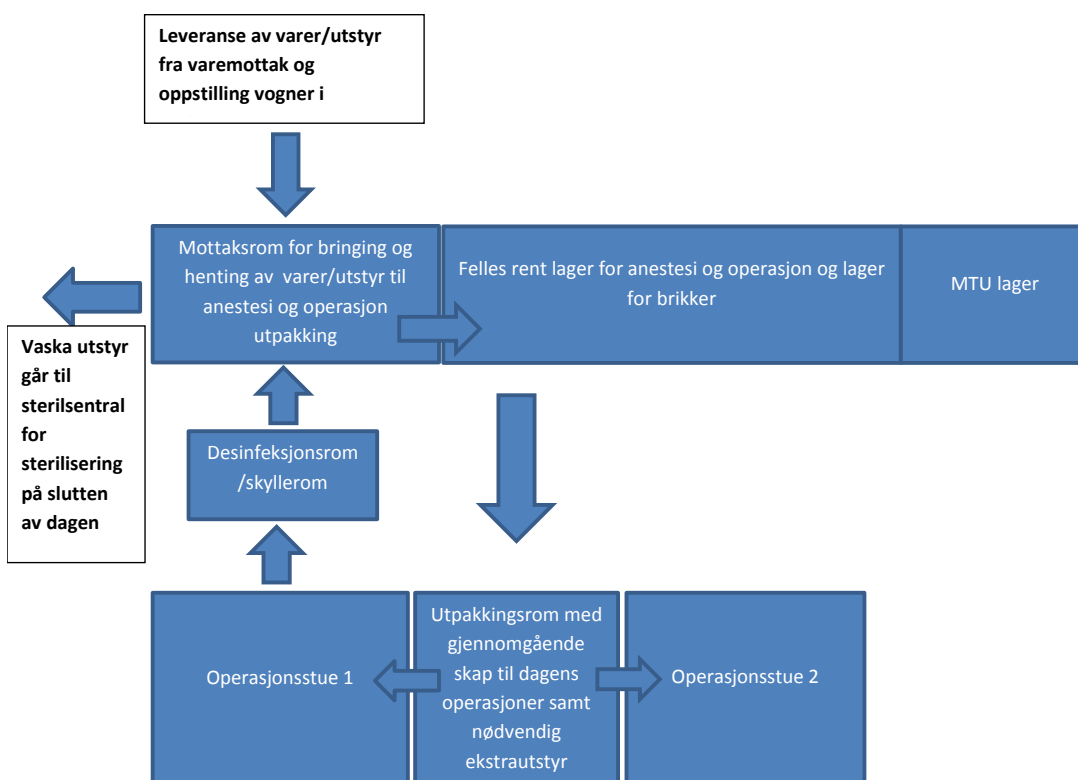 Leveranse av varer/utstyr
fra varemottak og
oppstilling vogner i
Mottaksrom for bringing og
henting av varer/utstyr til
anestesi og operasjon
utpakking
Felles rent lager for anestesi og operasjon og lager
for brikker
MTU lager
Vaska utstyr
går til
sterilsentral
for
sterilisering
på slutten
av dagen
Desinfeksjonsrom
/skyllerom
Operasjonsstue 1
Utpakkingsrom med
gjennomgående
skap til dagens
operasjoner samt
nødvendig
ekstrautstyr
Operasjonsstue 2